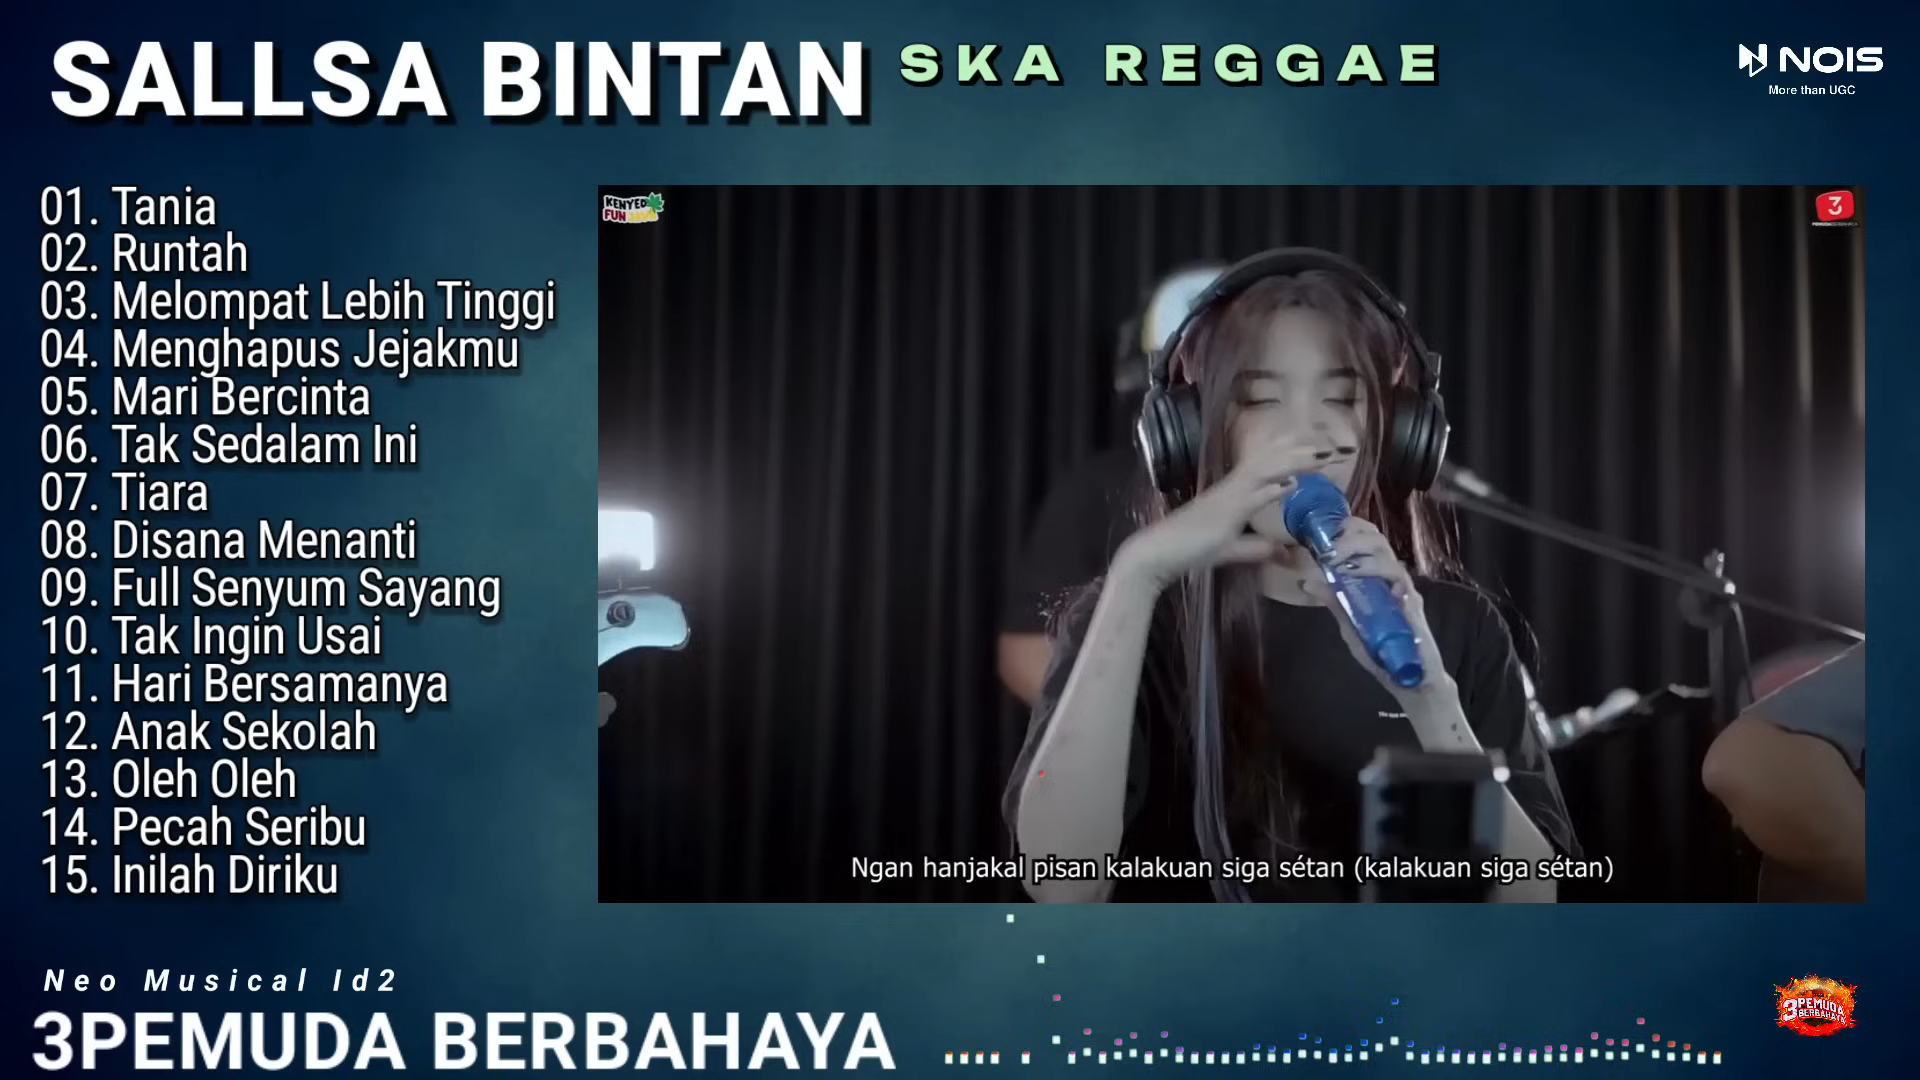 SALLSA BINTAN
SKA REGGAE
NOIS
More than UGC
01. Tania
02. Runtah
03. Melompat Lebih Tinggi
04. Menghapus Jejakmu
05. Mari Bercinta
06. Tak Sedalam Ini
07. Tiara
08. Disana Menanti
09. Full Senyum Sayang
10. Tak Ingin Usai
11. Hari Bersamanya
12. Anak Sekolah
13. Oleh Oleh
14. Pecah Seribu
15. Inilah Diriku
KENYED
FUN
3
Ngan hanjakal pisan kalakuan siga sétan (kalakuan siga sétan)
Neo Musical Id2
3PEMUDA BERBAHAYA
3PEMUDA
BERBAHAYA